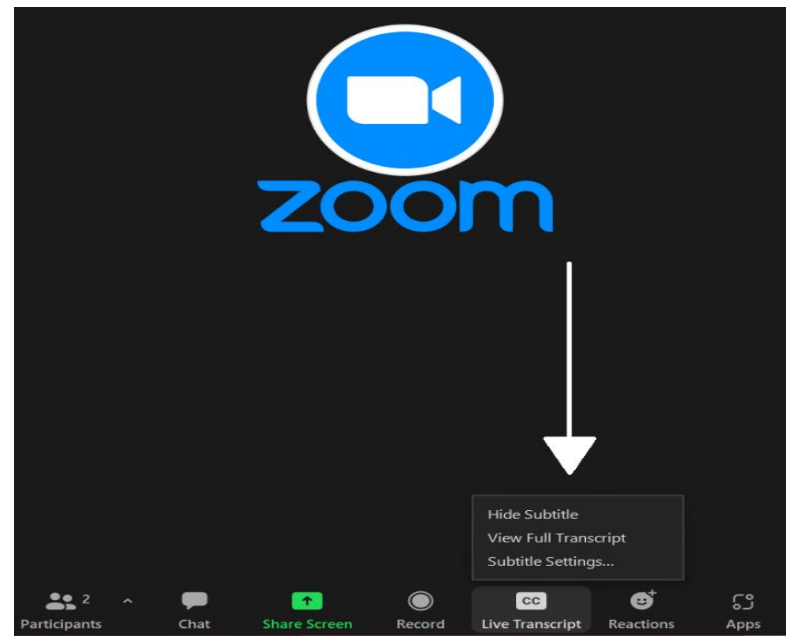 zoom
Hide Subtitle
View Full Transcript
Subtitle Settings...
2
CC
Participants
Chat
Share Screen
Record
Live Transcript
Reactions
Apps